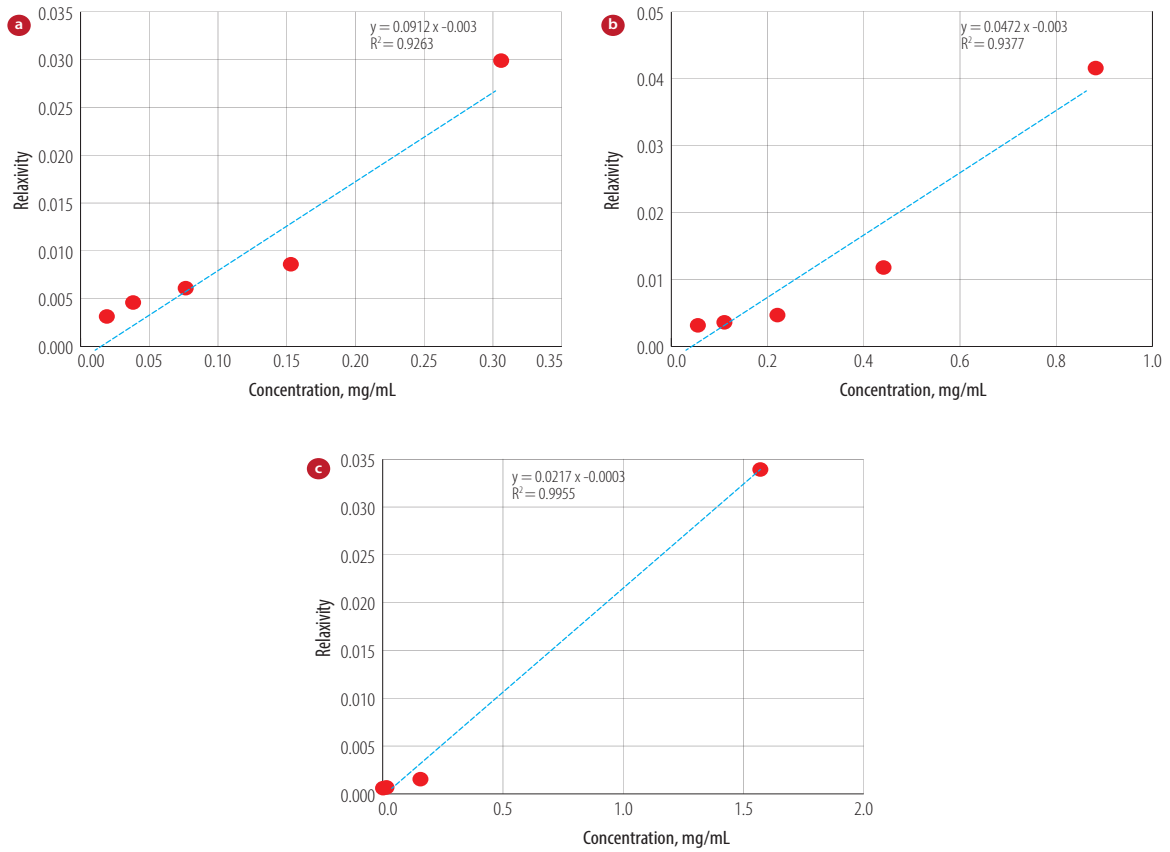 a
y = 0.0912 x -0.003
R² = 0.9263
0.035
0.030
0.025
0.020
0.015
0.010
0.005
0.000
Relaxivity
0.00 0.05 0.10 0.15 0.20 0.25 0.30 0.35
Concentration, mg/mL
b
y = 0.0472 x -0.003
R² = 0.9377
0.05
0.04
0.03
0.02
0.01
0.00
Relaxivity
0.0 0.2 0.4 0.6 0.8 1.0
Concentration, mg/mL
c
y = 0.0217 x -0.0003
R² = 0.9955
0.035
0.030
0.025
0.020
0.015
0.010
0.005
0.000
Relaxivity
0.0 0.5 1.0 1.5 2.0
Concentration, mg/mL